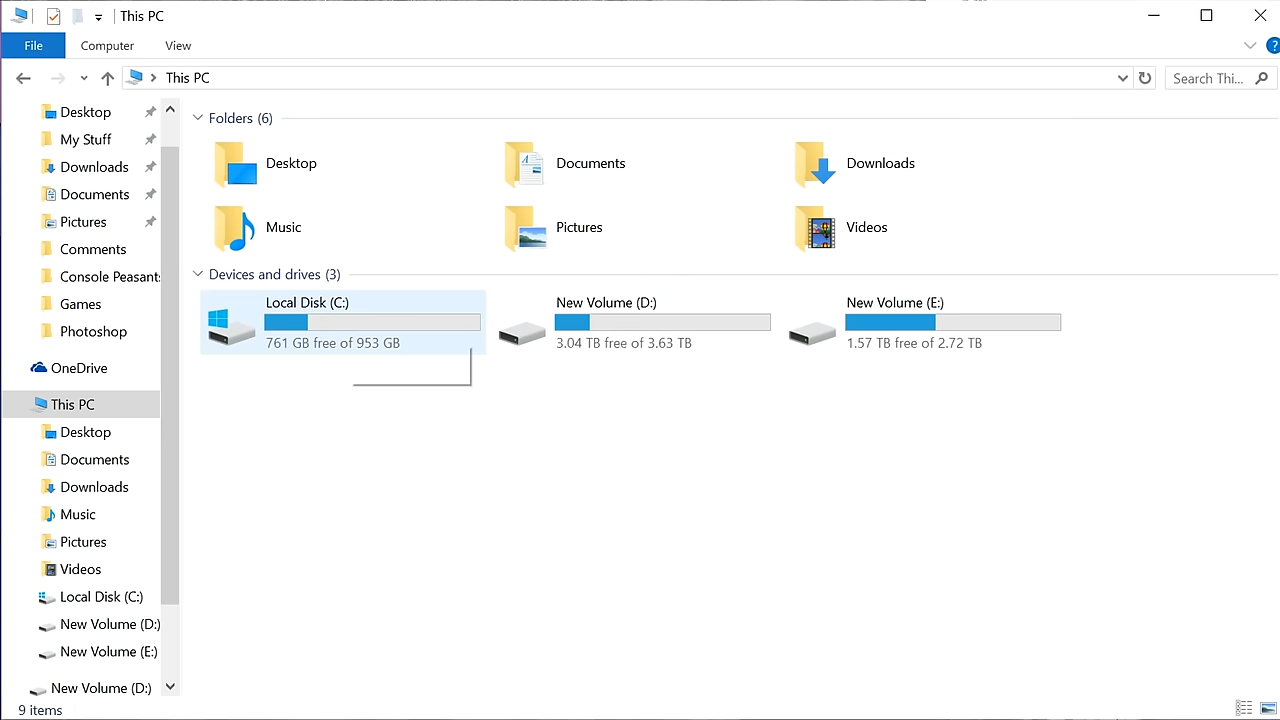 This PC
File Computer View
This PC
Search Thi...
Desktop
My Stuff
Downloads
Documents
Pictures
Comments
Console Peasant
Games
Photoshop
OneDrive
This PC
Desktop
Documents
Downloads
Music
Pictures
Videos
Local Disk (C:)
New Volume (D:)
New Volume (E:)
New Volume (D:)
Folders (6)
Desktop
Documents
Downloads
Music
Pictures
Videos
Devices and drives (3)
Local Disk (C:)
761 GB free of 953 GB
New Volume (D:)
3.04 TB free of 3.63 TB
New Volume (E:)
1.57 TB free of 2.72 TB
9 items